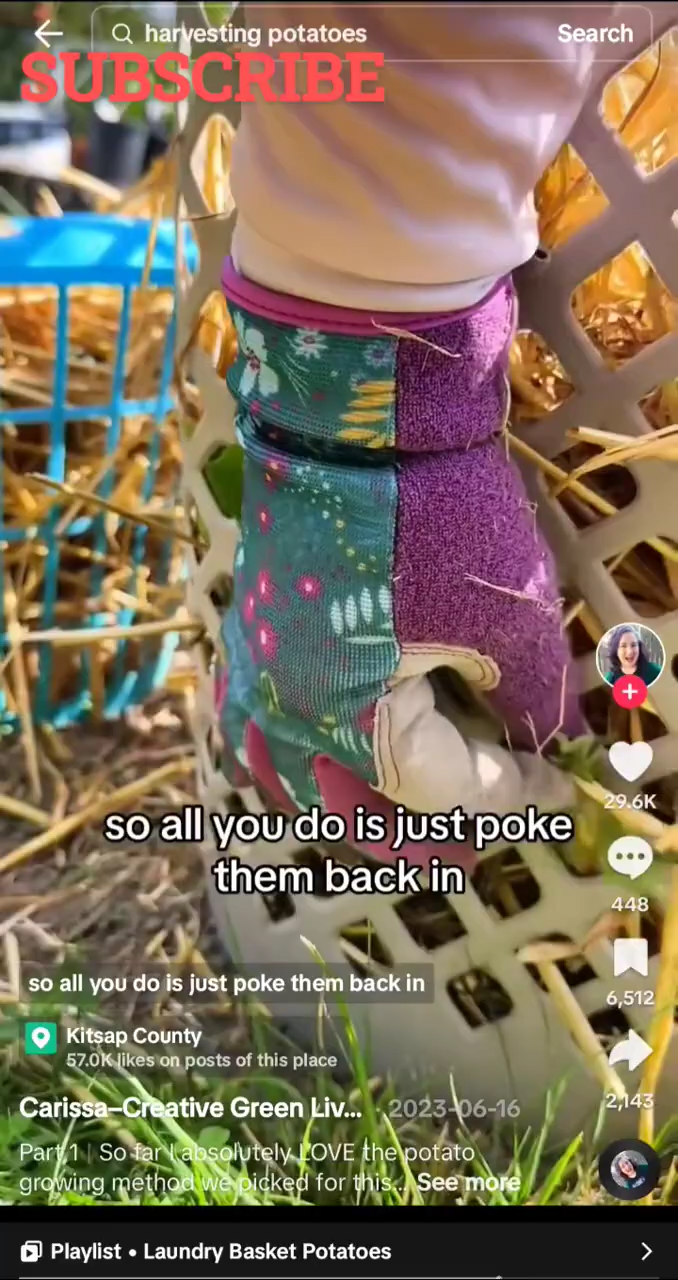 harvesting potatoes Search
SUBSCRIBE
29.6K
so all you do is just poke
them back in
448
so all you do is just poke them back in
6,512
Kitsap County
57.0K likes on posts of this place
Carissa–Creative Green Liv... · 2023-06-16
2,143
Part 1 | So far I absolutely LOVE the potato
growing method we picked for this... See more
Playlist • Laundry Basket Potatoes